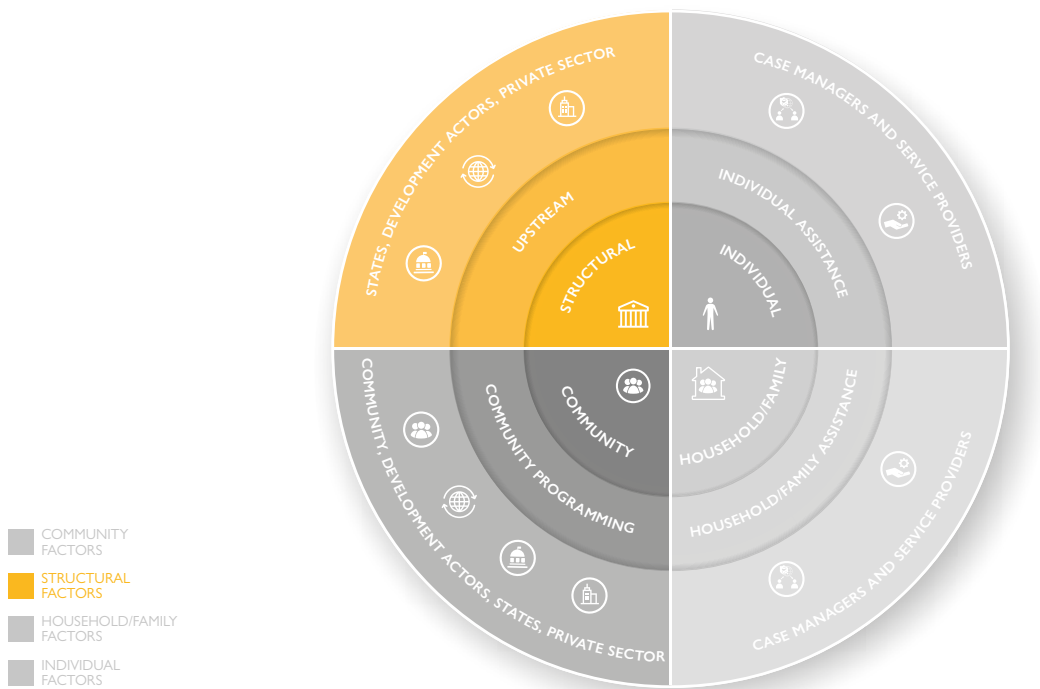 STATES, DEVELOPMENT ACTORS, PRIVATE SECTOR
UPSTREAM
STRUCTURAL
CASE MANAGERS AND SERVICE PROVIDERS
INDIVIDUAL ASSISTANCE
INDIVIDUAL
COMMUNITY
COMMUNITY PROGRAMMING
COMMUNITY, DEVELOPMENT ACTORS, STATES, PRIVATE SECTOR
HOUSEHOLD/FAMILY
HOUSEHOLD/FAMILY ASSISTANCE
CASE MANAGERS AND SERVICE PROVIDERS
COMMUNITY
FACTORS
STRUCTURAL
FACTORS
HOUSEHOLD/FAMILY
FACTORS
INDIVIDUAL
FACTORS